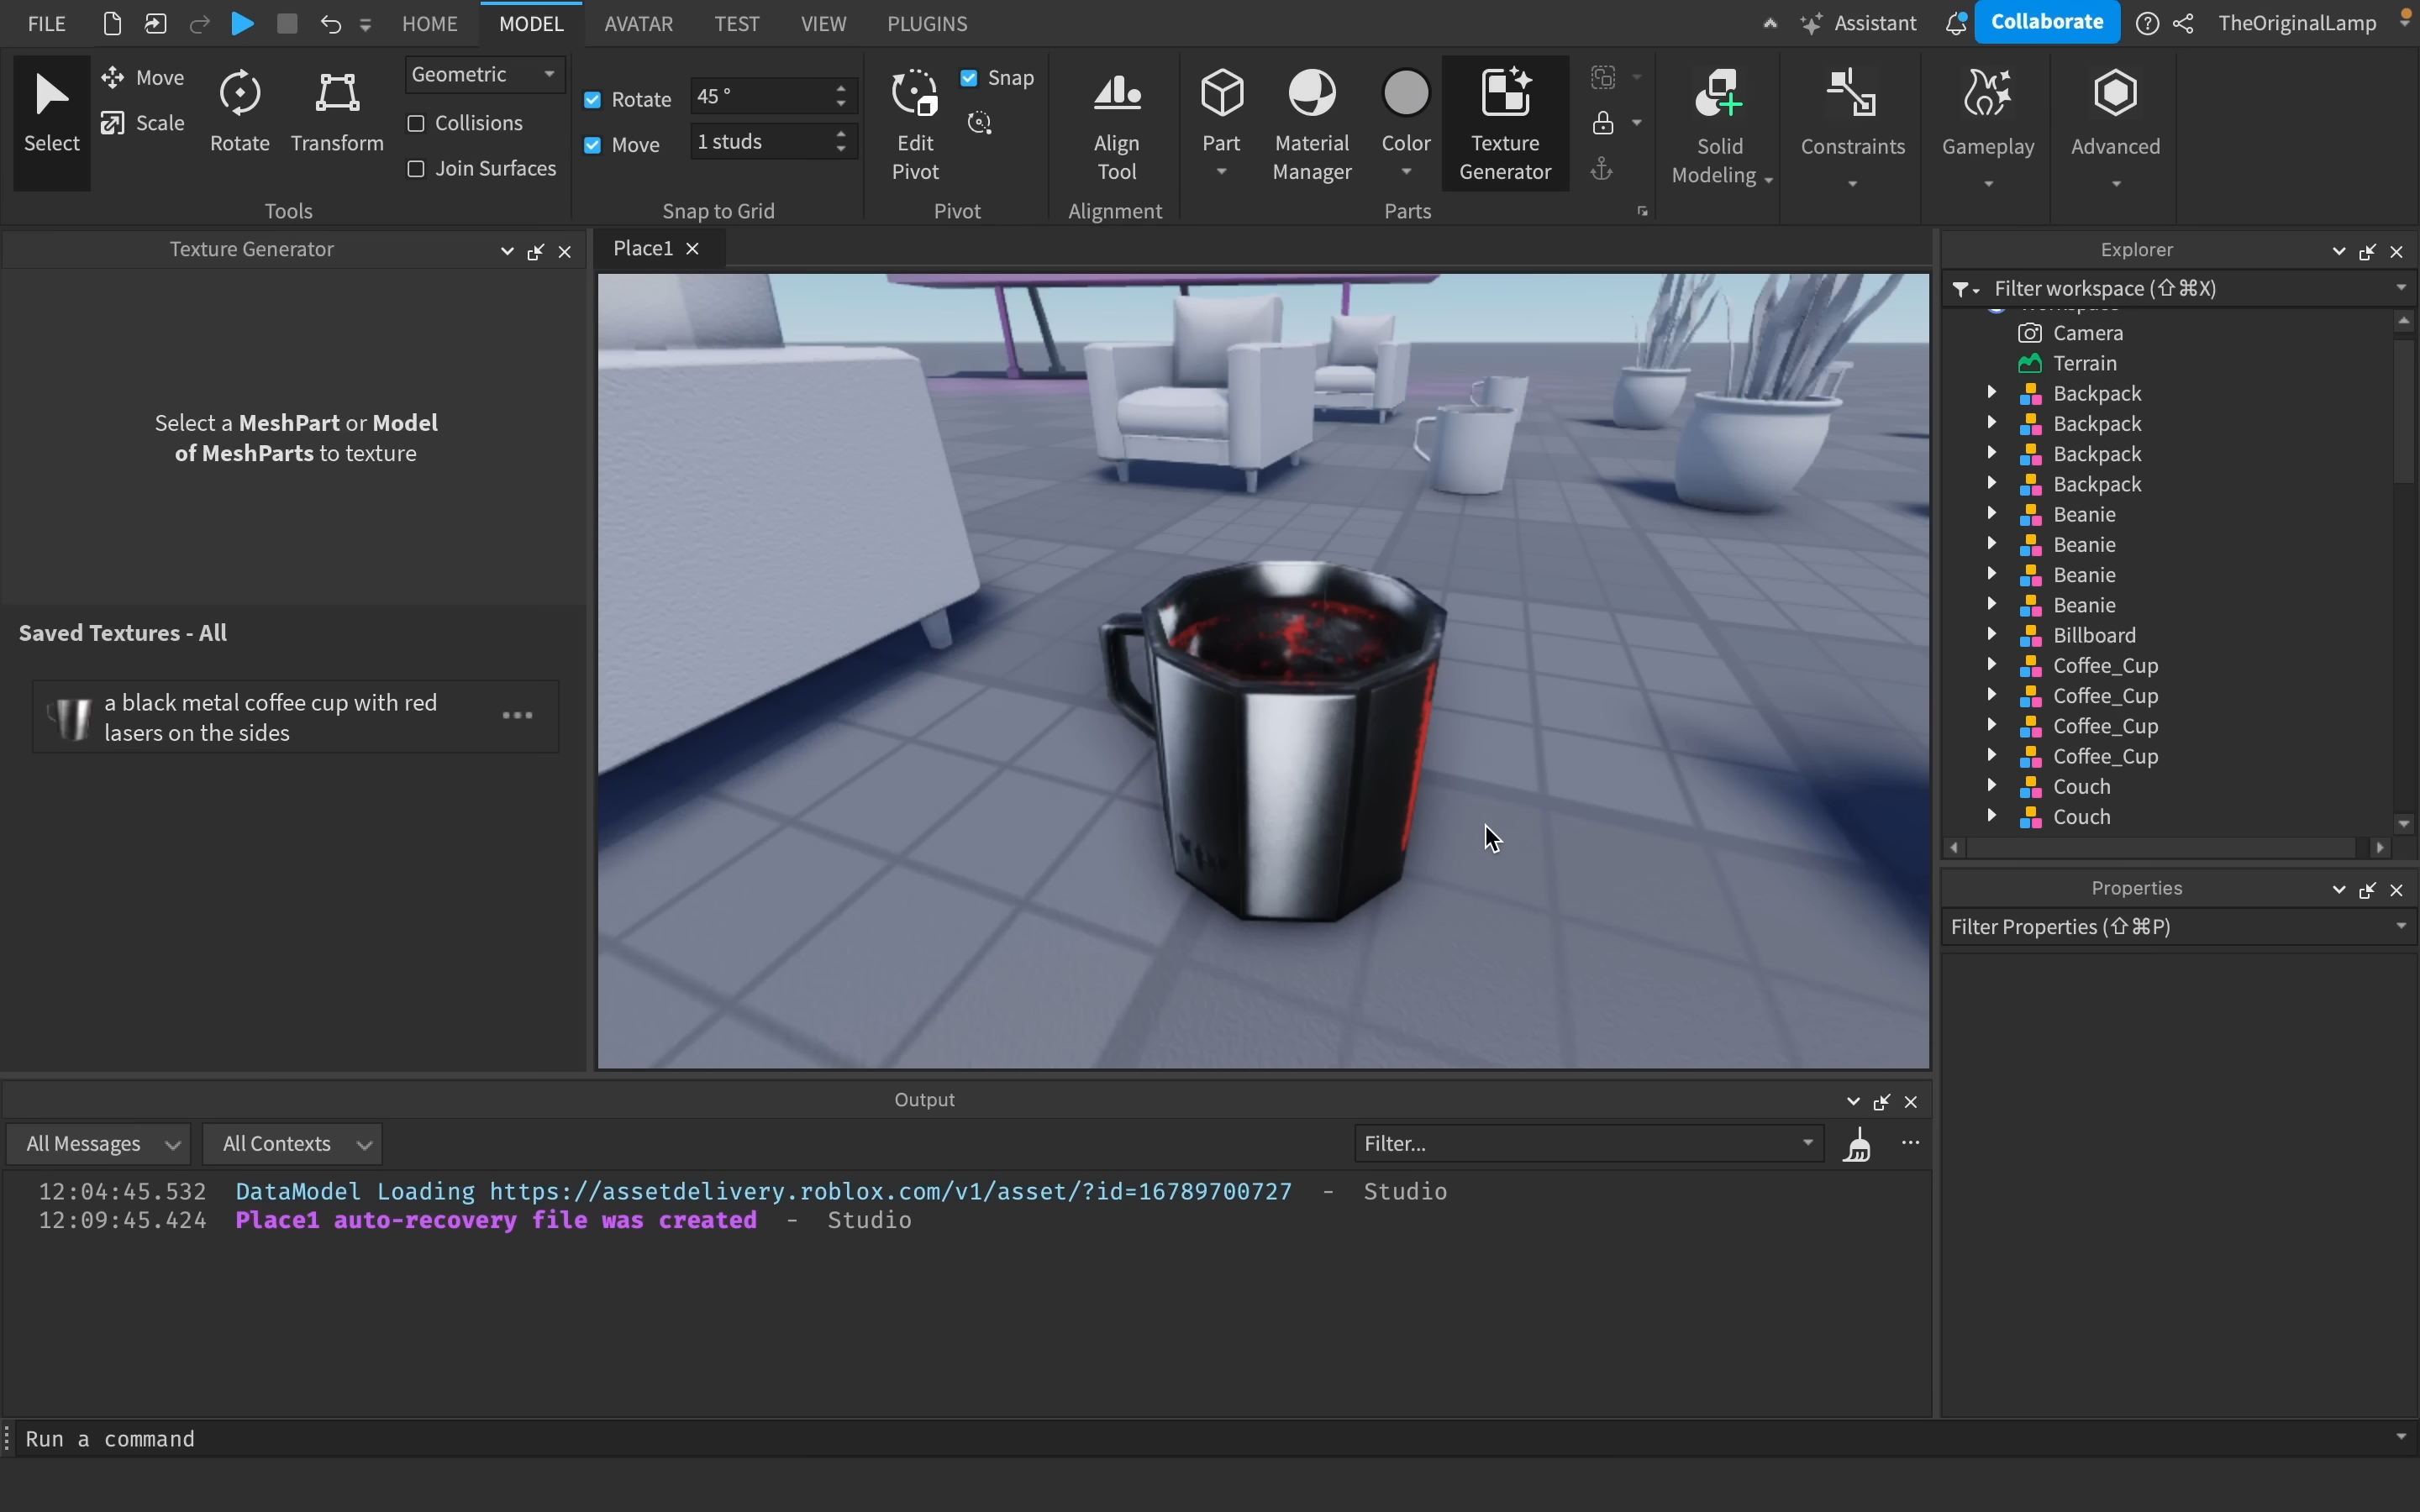 FILE HOME MODEL AVATAR TEST VIEW PLUGINS Assistant Collaborate TheOriginalLamp
Select
Move
Scale
Rotate
Transform
Geometric
Collisions
Join Surfaces
Tools
Rotate 45 °
Move 1 studs
Snap to Grid
Edit
Pivot
Snap
Pivot
Align
Tool
Alignment
Part
Material
Manager
Color
Texture
Generator
Parts
Solid
Modeling
Constraints
Gameplay
Advanced
Texture Generator
Select a MeshPart or Model
of MeshParts to texture
Saved Textures - All
a black metal coffee cup with red
lasers on the sides
Place1
Explorer
Filter workspace (⇧⌘X)
Workspace
Camera
Terrain
Backpack
Backpack
Backpack
Backpack
Beanie
Beanie
Beanie
Beanie
Billboard
Coffee_Cup
Coffee_Cup
Coffee_Cup
Coffee_Cup
Couch
Couch
Properties
Filter Properties (⇧⌘P)
Output
All Messages All Contexts Filter...
12:04:45.532 DataModel Loading https://assetdelivery.roblox.com/v1/asset/?id=16789700727 - Studio
12:09:45.424 Place1 auto-recovery file was created - Studio
Run a command